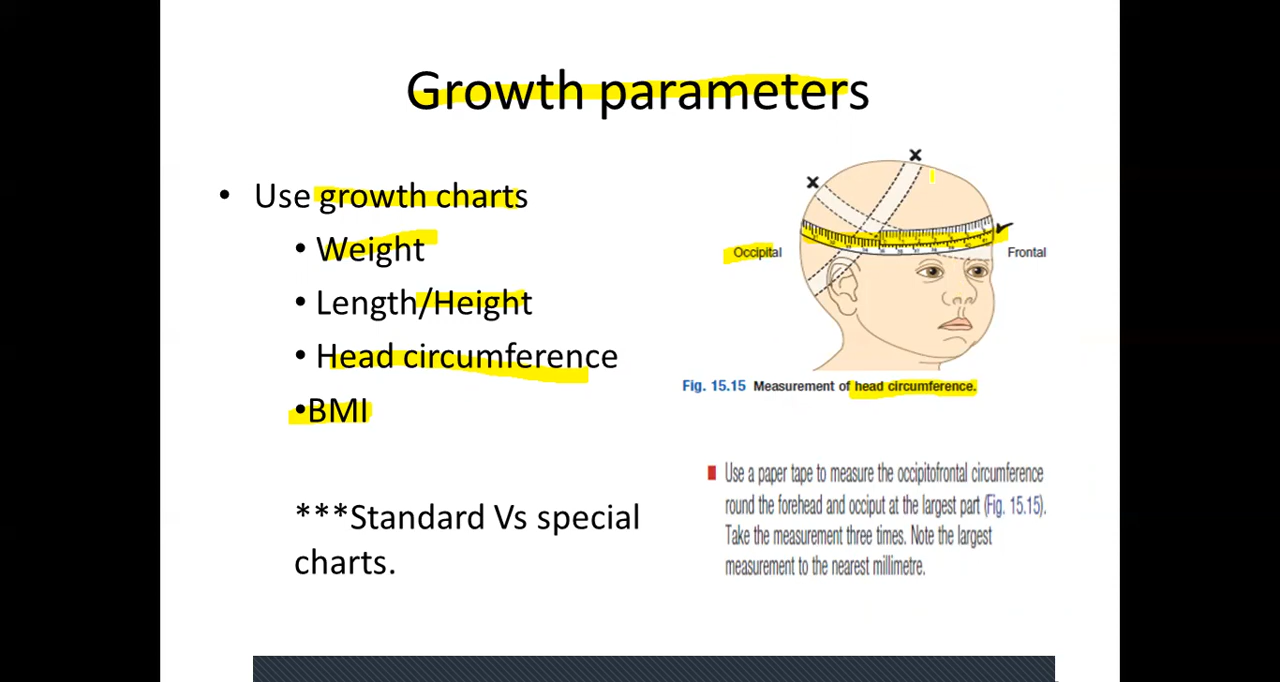 Growth parameters
• Use growth charts
• Weight
• Length/Height
• Head circumference
•BMI
***Standard Vs special
charts.
Occipital
Frontal
Fig. 15.15 Measurement of head circumference.
Use a paper tape to measure the occipitofrontal circumference
round the forehead and occiput at the largest part (Fig. 15.15).
Take the measurement three times. Note the largest
measurement to the nearest millimetre.